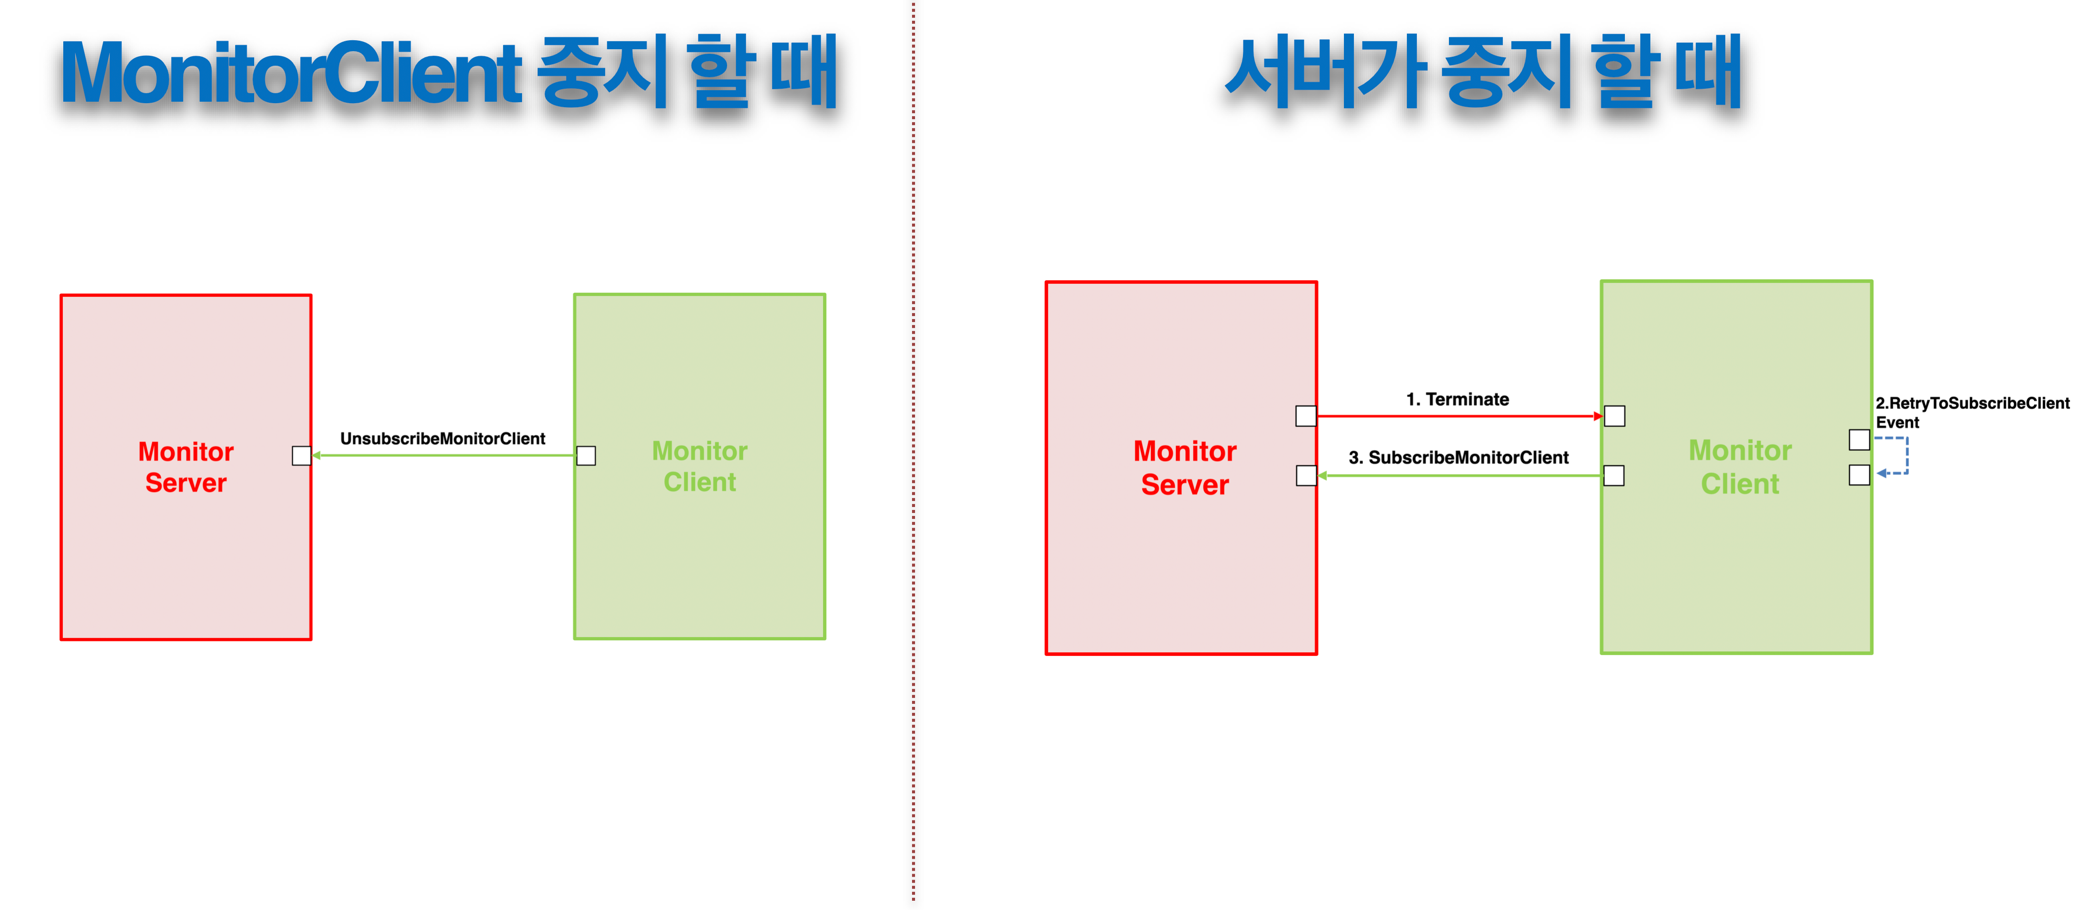 MonitorClient 중지 할 때
Monitor
Server
UnsubscribeMonitorClient
Monitor
Client
서버가 중지 할 때
Monitor
Server
1. Terminate
3. SubscribeMonitorClient
Monitor
Client
2.RetryToSubscribeClient
Event